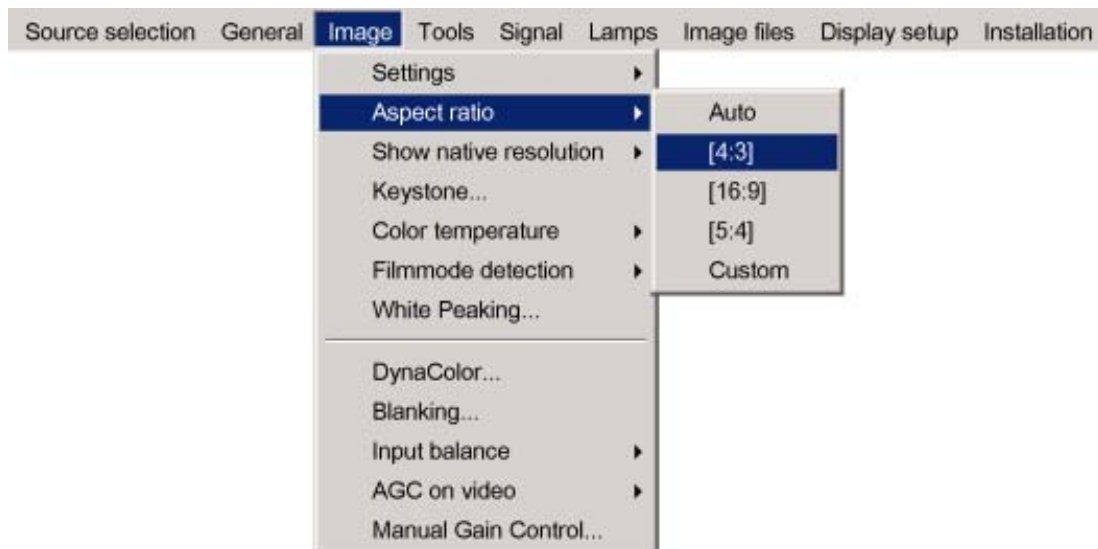 Source selection General Image Tools Signal Lamps Image files Display setup Installation
Settings
Aspect ratio
Show native resolution
Keystone...
Color temperature
Filmmode detection
White Peaking...
DynaColor...
Blanking...
Input balance
AGC on video
Manual Gain Control...
Auto
[4:3]
[16:9]
[5:4]
Custom